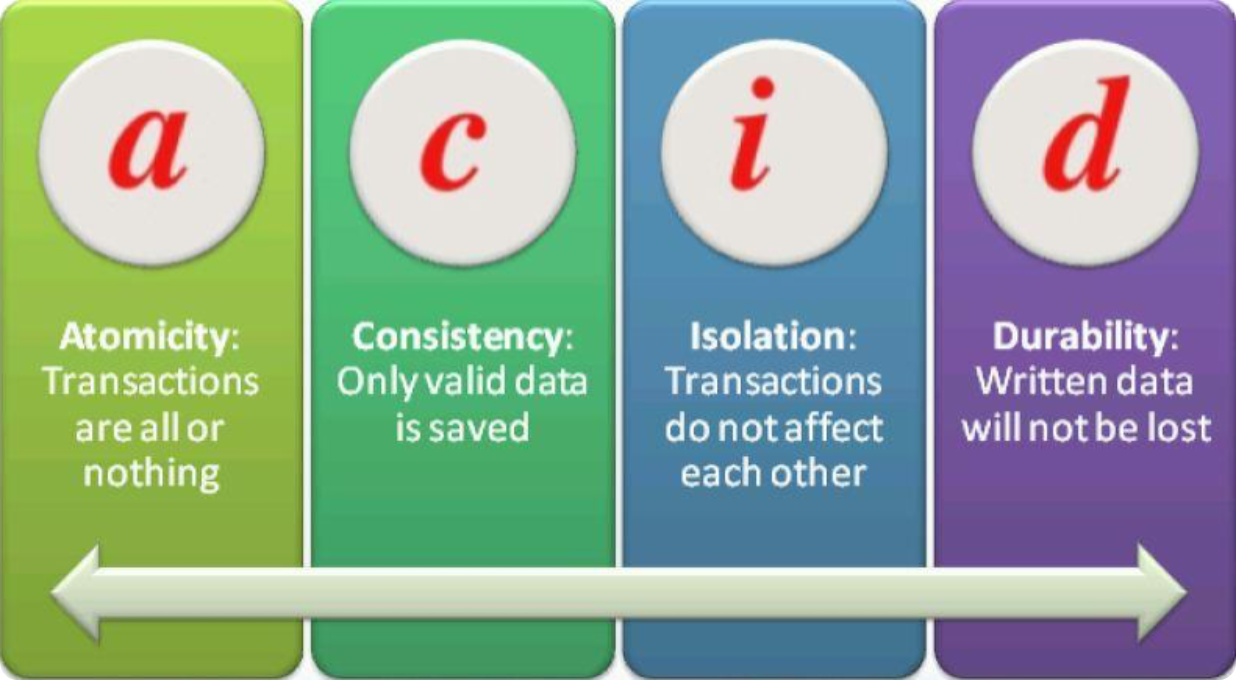 a
Atomicity:
Transactions
are all or
nothing
c
Consistency:
Only valid data
is saved
i
Isolation:
Transactions
do not affect
each other
d
Durability:
Written data
will not be lost